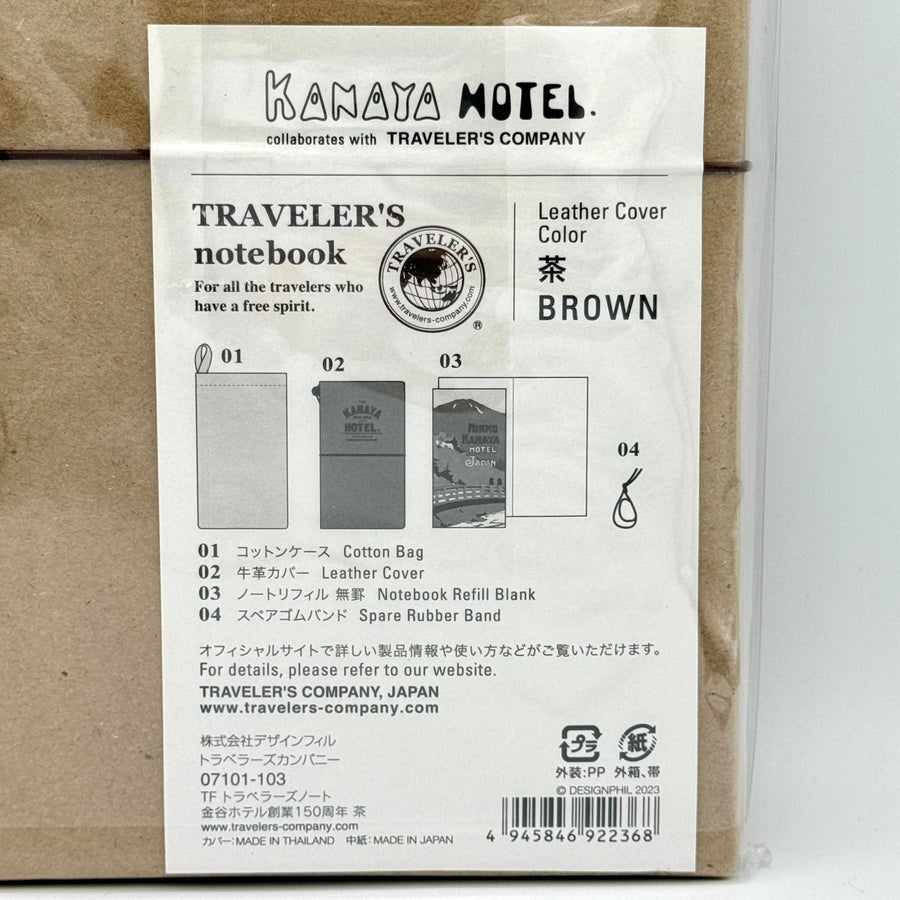 KANAYA HOTEL.
collaborates with TRAVELER'S COMPANY
TRAVELER'S
notebook
For all the travelers who
have a free spirit.
TRAVELER'S
www.travelers-company.com
®
Leather Cover
Color
茶
BROWN
01
02
03
04
KANAYA
HOTEL.
NIKKO
KANAYA
HOTEL
JAPAN
01 コットンケース Cotton Bag
02 牛革カバー Leather Cover
03 ノートリフィル 無罫 Notebook Refill Blank
04 スペアゴムバンド Spare Rubber Band
オフィシャルサイトで詳しい製品情報や使い方などがご覧いただけます。
For details, please refer to our website.
TRAVELER'S COMPANY, JAPAN
www.travelers-company.com
株式会社デザインフィル
トラベラーズカンパニー
07101-103
TF トラベラーズノート
金谷ホテル創業150周年 茶
www.travelers-company.com
カバー:MADE IN THAILAND 中紙:MADE IN JAPAN
プラ 紙
外装:PP 外箱、帯
© DESIGNPHIL 2023
4 945846 922368